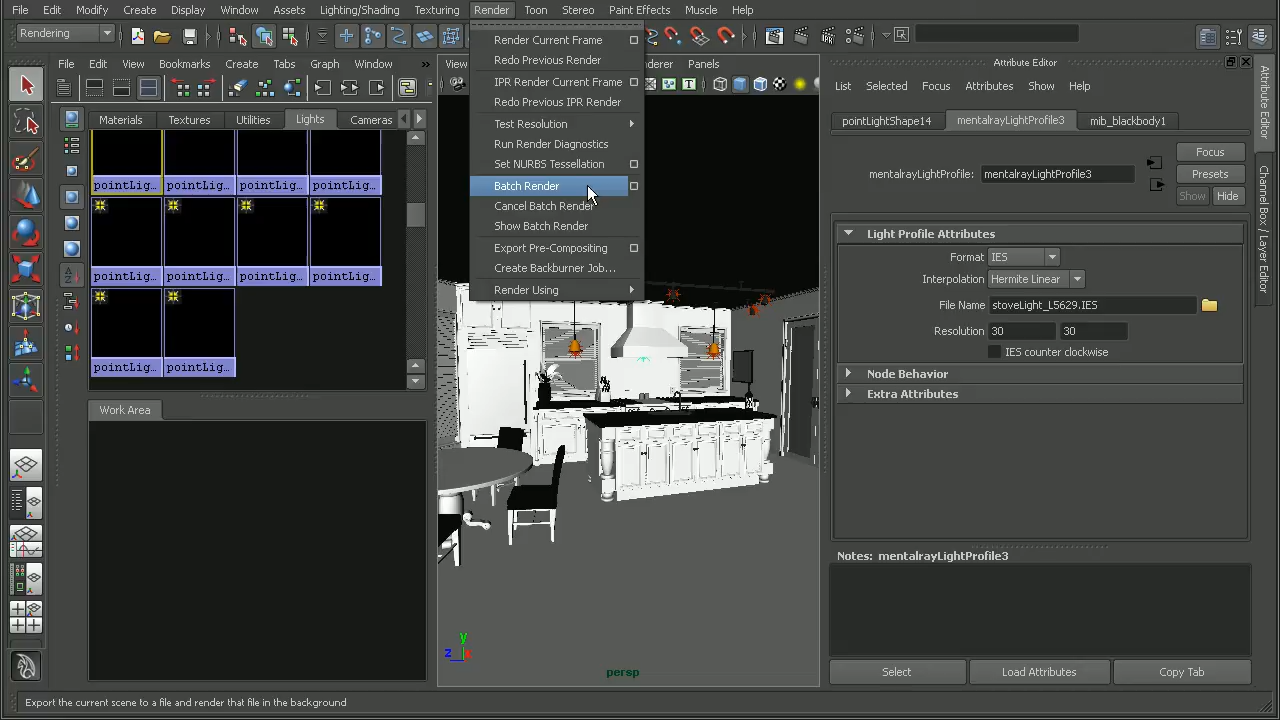 File Edit Modify Create Display Window Assets Lighting/Shading Texturing Render Toon Stereo Paint Effects Muscle Help
Rendering
File Edit View Bookmarks Create Tabs Graph Window »
View
derer Panels
Materials Textures Utilities Lights Cameras
pointLig... pointLig... pointLig... pointLig...
pointLig... pointLig... pointLig... pointLig...
pointLig... pointLig...
Work Area
Render Current Frame
Redo Previous Render
IPR Render Current Frame
Redo Previous IPR Render
Test Resolution
Run Render Diagnostics
Set NURBS Tessellation
Batch Render
Cancel Batch Render
Show Batch Render
Export Pre-Compositing
Create Backburner Job...
Render Using
persp
y
z x
Attribute Editor
List Selected Focus Attributes Show Help
pointLightShape14 mentalrayLightProfile3 mib_blackbody1
mentalrayLightProfile: mentalrayLightProfile3
Focus
Presets
Show Hide
Light Profile Attributes
Format IES
Interpolation Hermite Linear
File Name stoveLight_L5629.IES
Resolution 30 30
IES counter clockwise
Node Behavior
Extra Attributes
Notes: mentalrayLightProfile3
Select Load Attributes Copy Tab
Attribute Editor
Channel Box / Layer Editor
Export the current scene to a file and render that file in the background